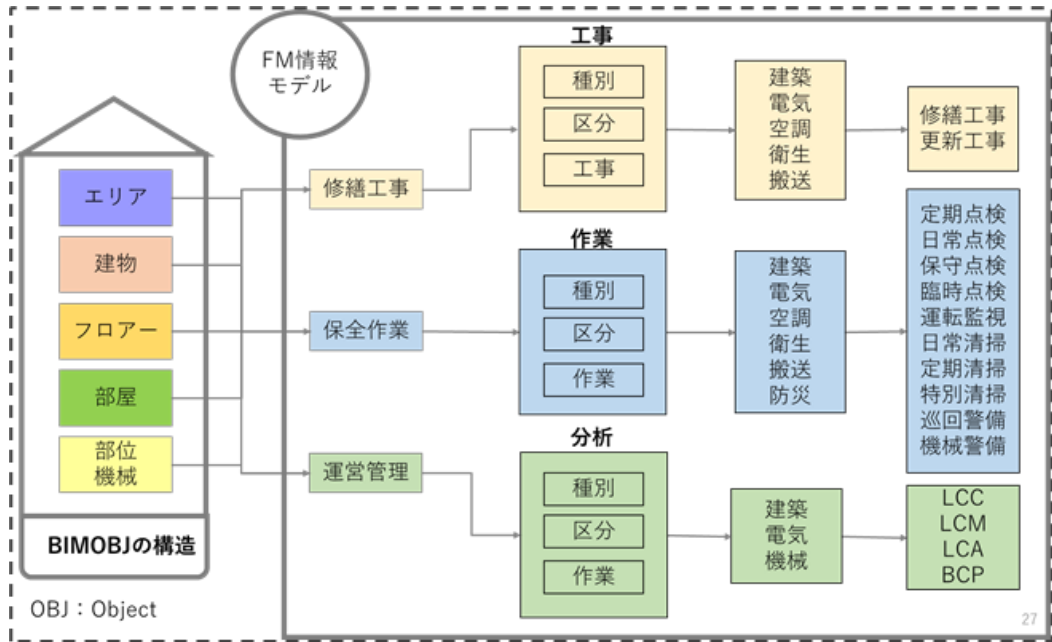 FM情報
モデル
エリア
建物
フロアー
部屋
部位
機械
BIMOBJの構造
OBJ：Object
修繕工事
保全作業
運営管理
工事
種別
区分
工事
建築
電気
空調
衛生
搬送
修繕工事
更新工事
作業
種別
区分
作業
建築
電気
空調
衛生
搬送
防災
定期点検
日常点検
保守点検
臨時点検
運転監視
日常清掃
定期清掃
特別清掃
巡回警備
機械警備
分析
種別
区分
作業
建築
電気
機械
LCC
LCM
LCA
BCP
27